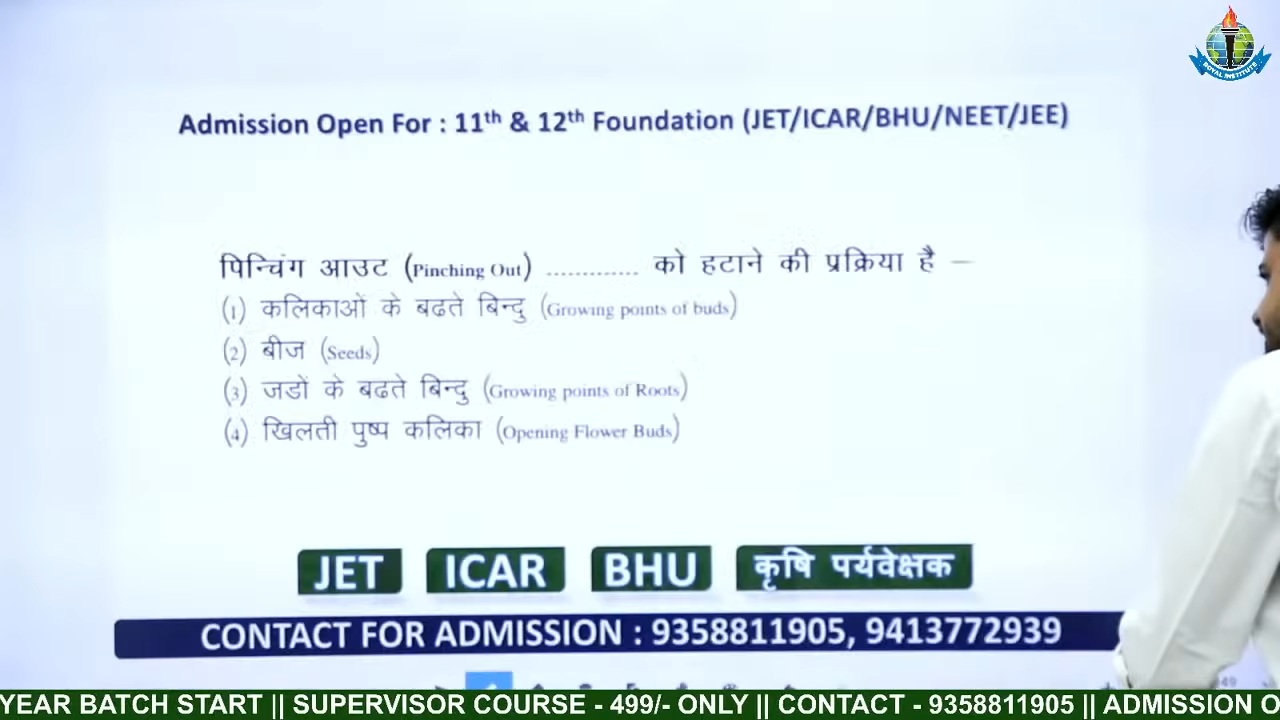 ROYAL INSTITUTE
Admission Open For : 11th & 12th Foundation (JET/ICAR/BHU/NEET/JEE)
पिन्चिंग आउट (Pinching Out) ............. को हटाने की प्रक्रिया है –
(1) कलिकाओं के बढते बिन्दु (Growing points of buds)
(2) बीज (Seeds)
(3) जडों के बढते बिन्दु (Growing points of Roots)
(4) खिलती पुष्प कलिका (Opening Flower Buds)
JET ICAR BHU कृषि पर्यवेक्षक
CONTACT FOR ADMISSION : 9358811905, 9413772939
YEAR BATCH START || SUPERVISOR COURSE - 499/- ONLY || CONTACT - 9358811905 || ADMISSION O